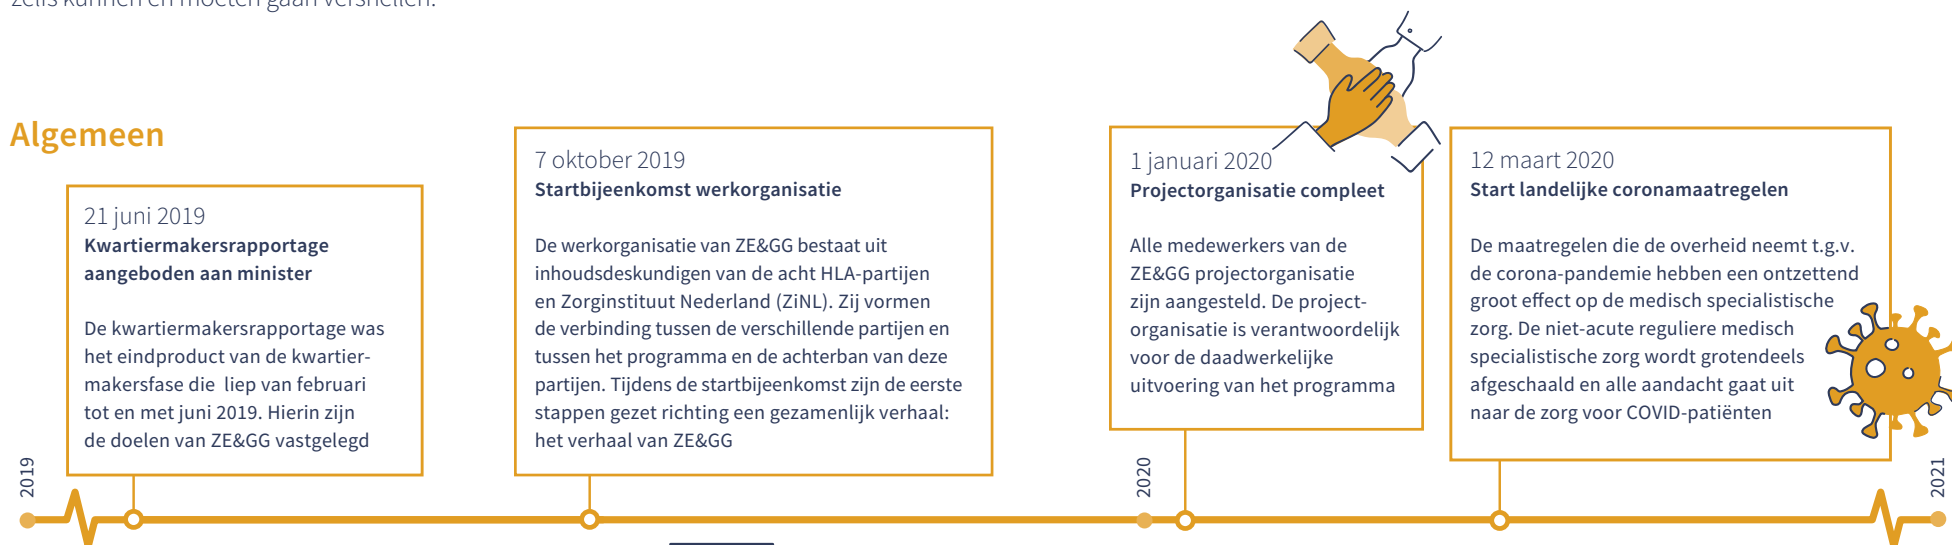 zelfs kunnen en moeten gaan versnellen.
Algemeen
21 juni 2019
Kwartiermakersrapportage
aangeboden aan minister
De kwartiermakersrapportage was
het eindproduct van de kwartier-
makersfase die liep van februari
tot en met juni 2019. Hierin zijn
de doelen van ZE&GG vastgelegd
7 oktober 2019
Startbijeenkomst werkorganisatie
De werkorganisatie van ZE&GG bestaat uit
inhoudsdeskundigen van de acht HLA-partijen
en Zorginstituut Nederland (ZiNL). Zij vormen
de verbinding tussen de verschillende partijen en
tussen het programma en de achterban van deze
partijen. Tijdens de startbijeenkomst zijn de eerste
stappen gezet richting een gezamenlijk verhaal:
het verhaal van ZE&GG
1 januari 2020
Projectorganisatie compleet
Alle medewerkers van de
ZE&GG projectorganisatie
zijn aangesteld. De project-
organisatie is verantwoordelijk
voor de daadwerkelijke
uitvoering van het programma
12 maart 2020
Start landelijke coronamaatregelen
De maatregelen die de overheid neemt t.g.v.
de corona-pandemie hebben een ontzettend
groot effect op de medisch specialistische
zorg. De niet-acute reguliere medisch
specialistische zorg wordt grotendeels
afgeschaald en alle aandacht gaat uit
naar de zorg voor COVID-patiënten
2019
2020
2021